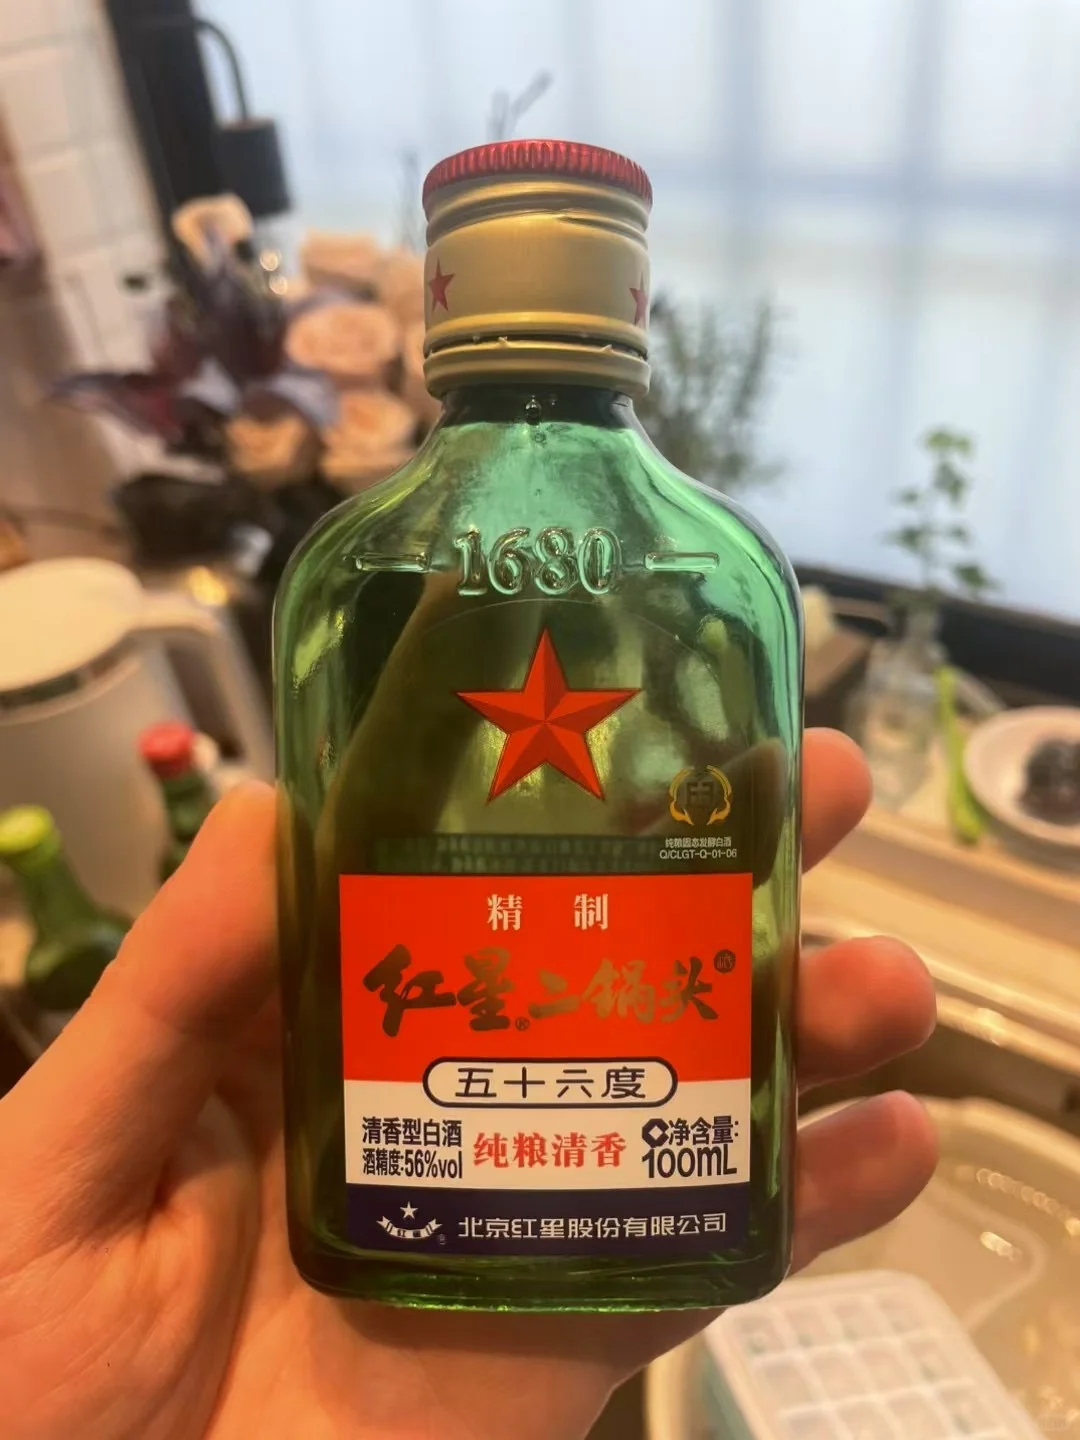 1680
纯粮固态发酵白酒
Q/CLGT-Q-01-06
精 制
红星®二锅头
五十六度
清香型白酒
酒精度:56%vol
纯粮清香
净含量:
100mL
北京红星股份有限公司